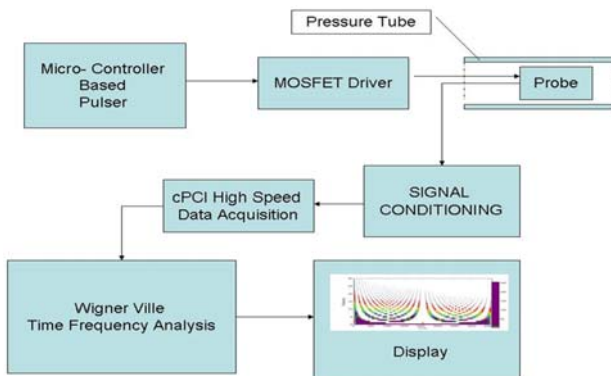 Pressure Tube
Micro- Controller
Based
Pulser
MOSFET Driver
Probe
cPCI High Speed
Data Acquisition
SIGNAL
CONDITIONING
Wigner Ville
Time Frequency Analysis
Display